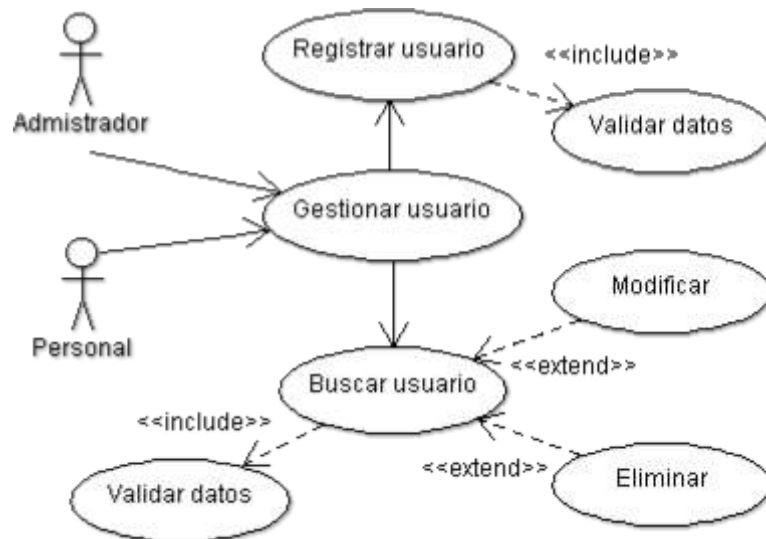 Registrar usuario
<<include>>
Admistrador
Validar datos
Gestionar usuario
Personal
Modificar
<<extend>>
Buscar usuario
<<include>>
<<extend>>
Eliminar
Validar datos